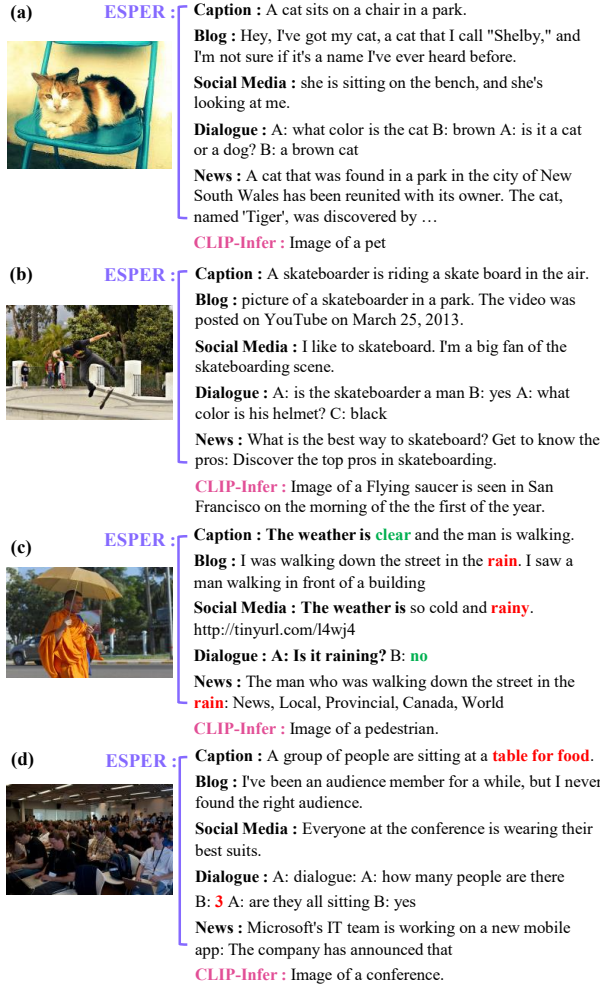 (a) ESPER : Caption : A cat sits on a chair in a park.
Blog : Hey, I've got my cat, a cat that I call "Shelby," and
I'm not sure if it's a name I've ever heard before.
Social Media : she is sitting on the bench, and she's
looking at me.
Dialogue : A: what color is the cat B: brown A: is it a cat
or a dog? B: a brown cat
News : A cat that was found in a park in the city of New
South Wales has been reunited with its owner. The cat,
named 'Tiger', was discovered by …
CLIP-Infer : Image of a pet
(b) ESPER : Caption : A skateboarder is riding a skate board in the air.
Blog : picture of a skateboarder in a park. The video was
posted on YouTube on March 25, 2013.
Social Media : I like to skateboard. I'm a big fan of the
skateboarding scene.
Dialogue : A: is the skateboarder a man B: yes A: what
color is his helmet? C: black
News : What is the best way to skateboard? Get to know the
pros: Discover the top pros in skateboarding.
CLIP-Infer : Image of a Flying saucer is seen in San
Francisco on the morning of the the first of the year.
(c) ESPER : Caption : The weather is clear and the man is walking.
Blog : I was walking down the street in the rain. I saw a
man walking in front of a building
Social Media : The weather is so cold and rainy.
http://tinyurl.com/l4wj4
Dialogue : A: Is it raining? B: no
News : The man who was walking down the street in the
rain: News, Local, Provincial, Canada, World
CLIP-Infer : Image of a pedestrian.
(d) ESPER : Caption : A group of people are sitting at a table for food.
Blog : I've been an audience member for a while, but I never
found the right audience.
Social Media : Everyone at the conference is wearing their
best suits.
Dialogue : A: dialogue: A: how many people are there
B: 3 A: are they all sitting B: yes
News : Microsoft's IT team is working on a new mobile
app: The company has announced that
CLIP-Infer : Image of a conference.